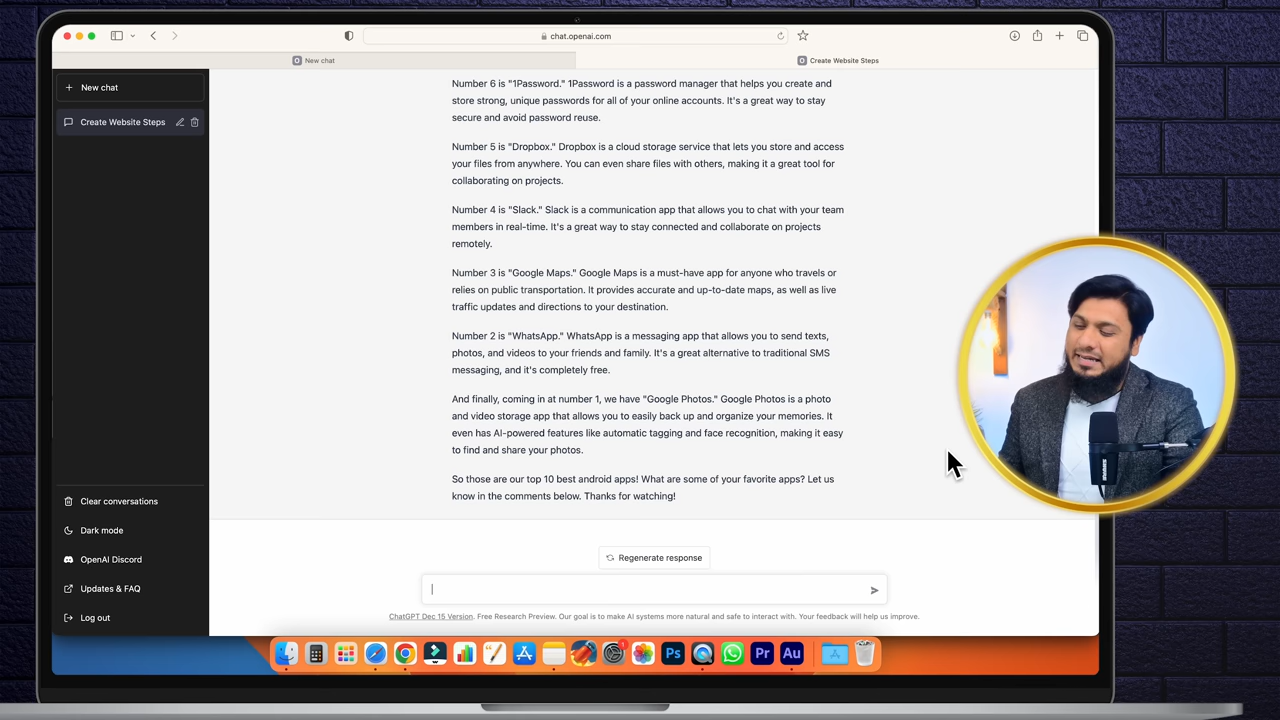 chat.openai.com
New chat
Create Website Steps
New chat
Create Website Steps
Number 6 is "1Password." 1Password is a password manager that helps you create and
store strong, unique passwords for all of your online accounts. It's a great way to stay
secure and avoid password reuse.
Number 5 is "Dropbox." Dropbox is a cloud storage service that lets you store and access
your files from anywhere. You can even share files with others, making it a great tool for
collaborating on projects.
Number 4 is "Slack." Slack is a communication app that allows you to chat with your team
members in real-time. It's a great way to stay connected and collaborate on projects
remotely.
Number 3 is "Google Maps." Google Maps is a must-have app for anyone who travels or
relies on public transportation. It provides accurate and up-to-date maps, as well as live
traffic updates and directions to your destination.
Number 2 is "WhatsApp." WhatsApp is a messaging app that allows you to send texts,
photos, and videos to your friends and family. It's a great alternative to traditional SMS
messaging, and it's completely free.
And finally, coming in at number 1, we have "Google Photos." Google Photos is a photo
and video storage app that allows you to easily back up and organize your memories. It
even has AI-powered features like automatic tagging and face recognition, making it easy
to find and share your photos.
So those are our top 10 best android apps! What are some of your favorite apps? Let us
know in the comments below. Thanks for watching!
Clear conversations
Dark mode
OpenAI Discord
Updates & FAQ
Log out
Regenerate response
ChatGPT Dec 15 Version. Free Research Preview. Our goal is to make AI systems more natural and safe to interact with. Your feedback will help us improve.
Ps
Pr
Au
SHURE